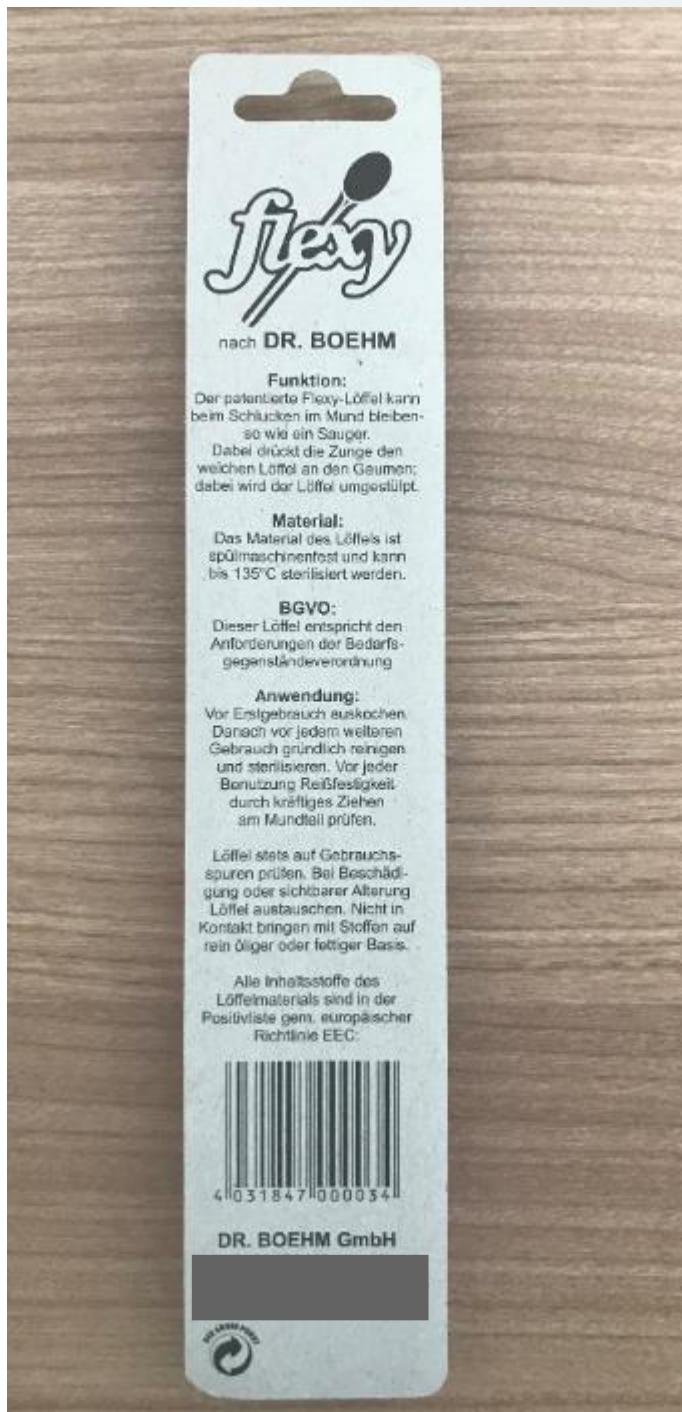 flexy
nach DR. BOEHM
Funktion:
Der patentierte Flexy-Löffel kann
beim Schlucken im Mund bleiben-
so wie ein Sauger.
Dabei drückt die Zunge den
weichen Löffel an den Gaumen;
dabei wird der Löffel umgestülpt.
Material:
Das Material des Löffels ist
spülmaschinenfest und kann
bis 135°C sterilisiert werden.
BGVO:
Dieser Löffel entspricht den
Anforderungen der Bedarfs-
gegenständeverordnung
Anwendung:
Vor Erstgebrauch auskochen.
Danach vor jedem weiteren
Gebrauch gründlich reinigen
und sterilisieren. Vor jeder
Benutzung Reißfestigkeit
durch kräftiges Ziehen
am Mundteil prüfen.
Löffel stets auf Gebrauchs-
spuren prüfen. Bei Beschädi-
gung oder sichtbarer Alterung
Löffel austauschen. Nicht in
Kontakt bringen mit Stoffen auf
rein öliger oder fettiger Basis.
Alle Inhaltsstoffe des
Löffelmaterials sind in der
Positivliste gem. europäischer
Richtlinie EEC:
4 031847 000034
DR. BOEHM GmbH
DER GRÜNE PUNKT